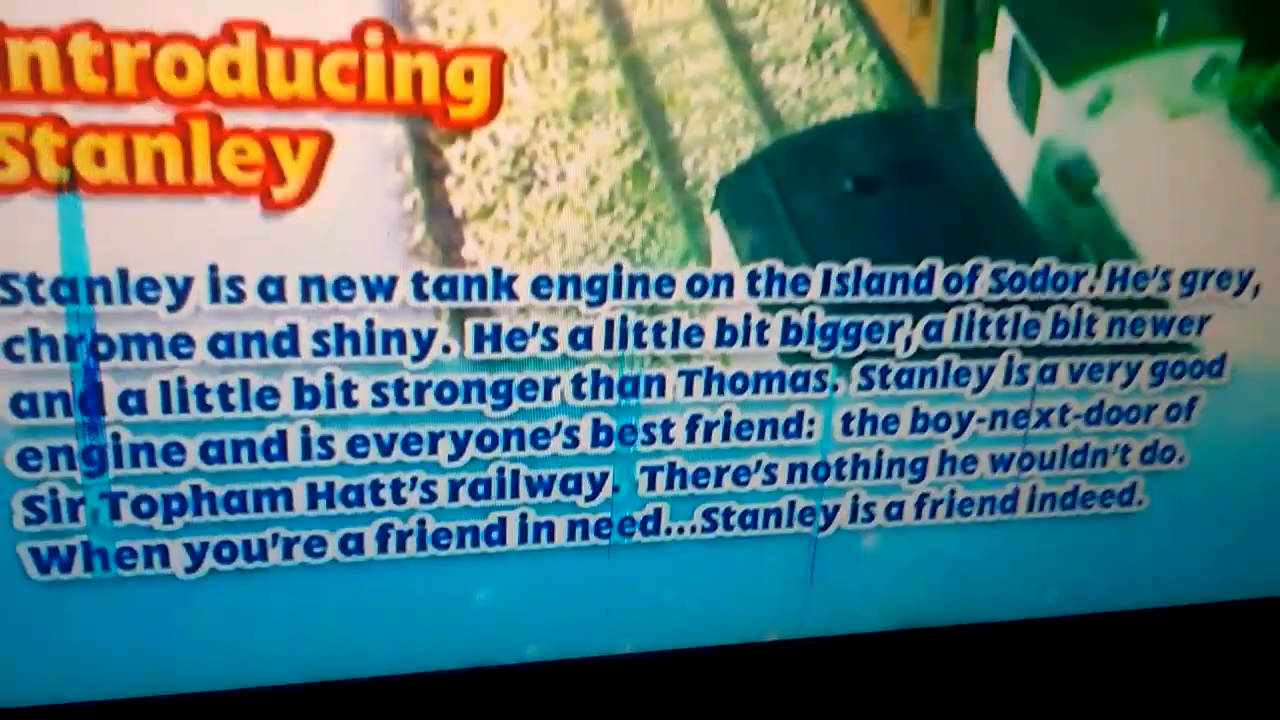 Introducing
Stanley
Stanley is a new tank engine on the Island of Sodor. He's grey,
chrome and shiny. He's a little bit bigger, a little bit newer
and a little bit stronger than Thomas. Stanley is a very good
engine and is everyone's best friend: the boy-next-door of
Sir Topham Hatt's railway. There's nothing he wouldn't do.
When you're a friend in need...Stanley is a friend indeed.